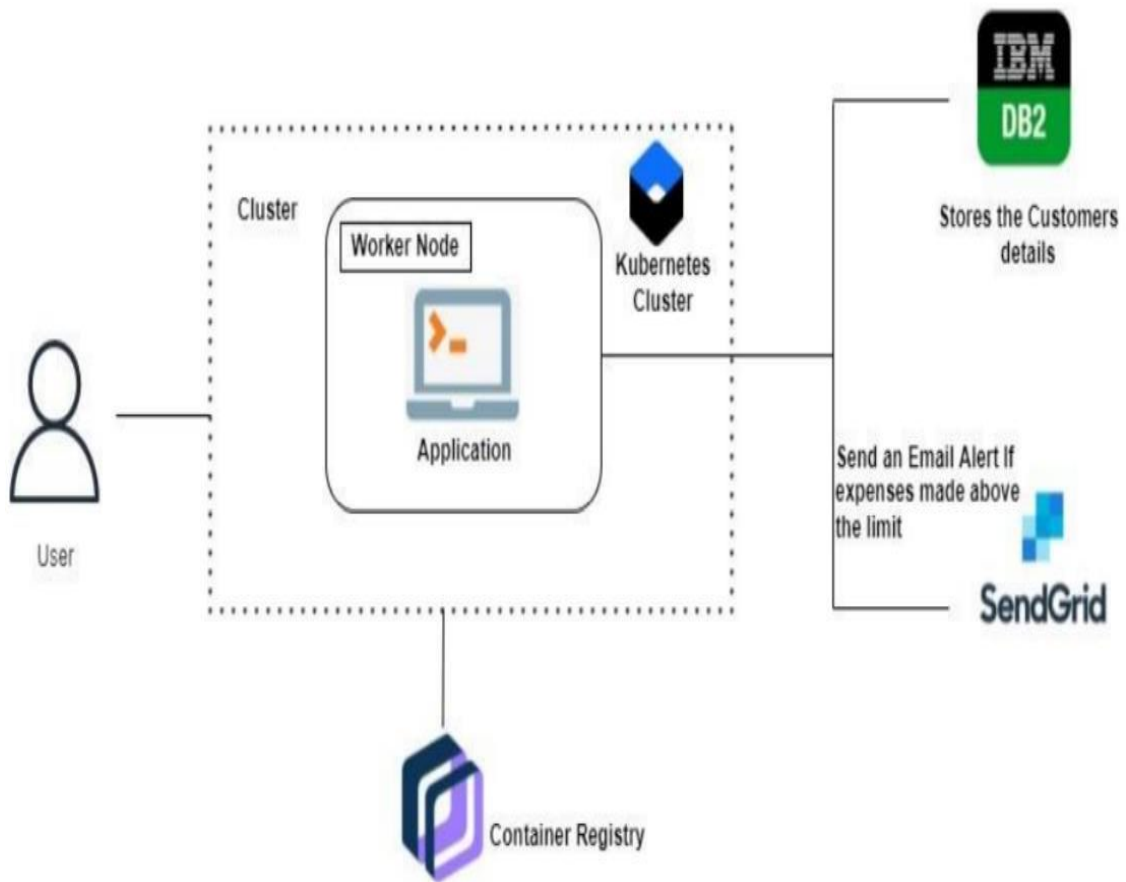 IBM
DB2
Stores the Customers
details
Cluster
Worker Node
Kubernetes
Cluster
Application
User
Send an Email Alert If
expenses made above
the limit
SendGrid
Container Registry